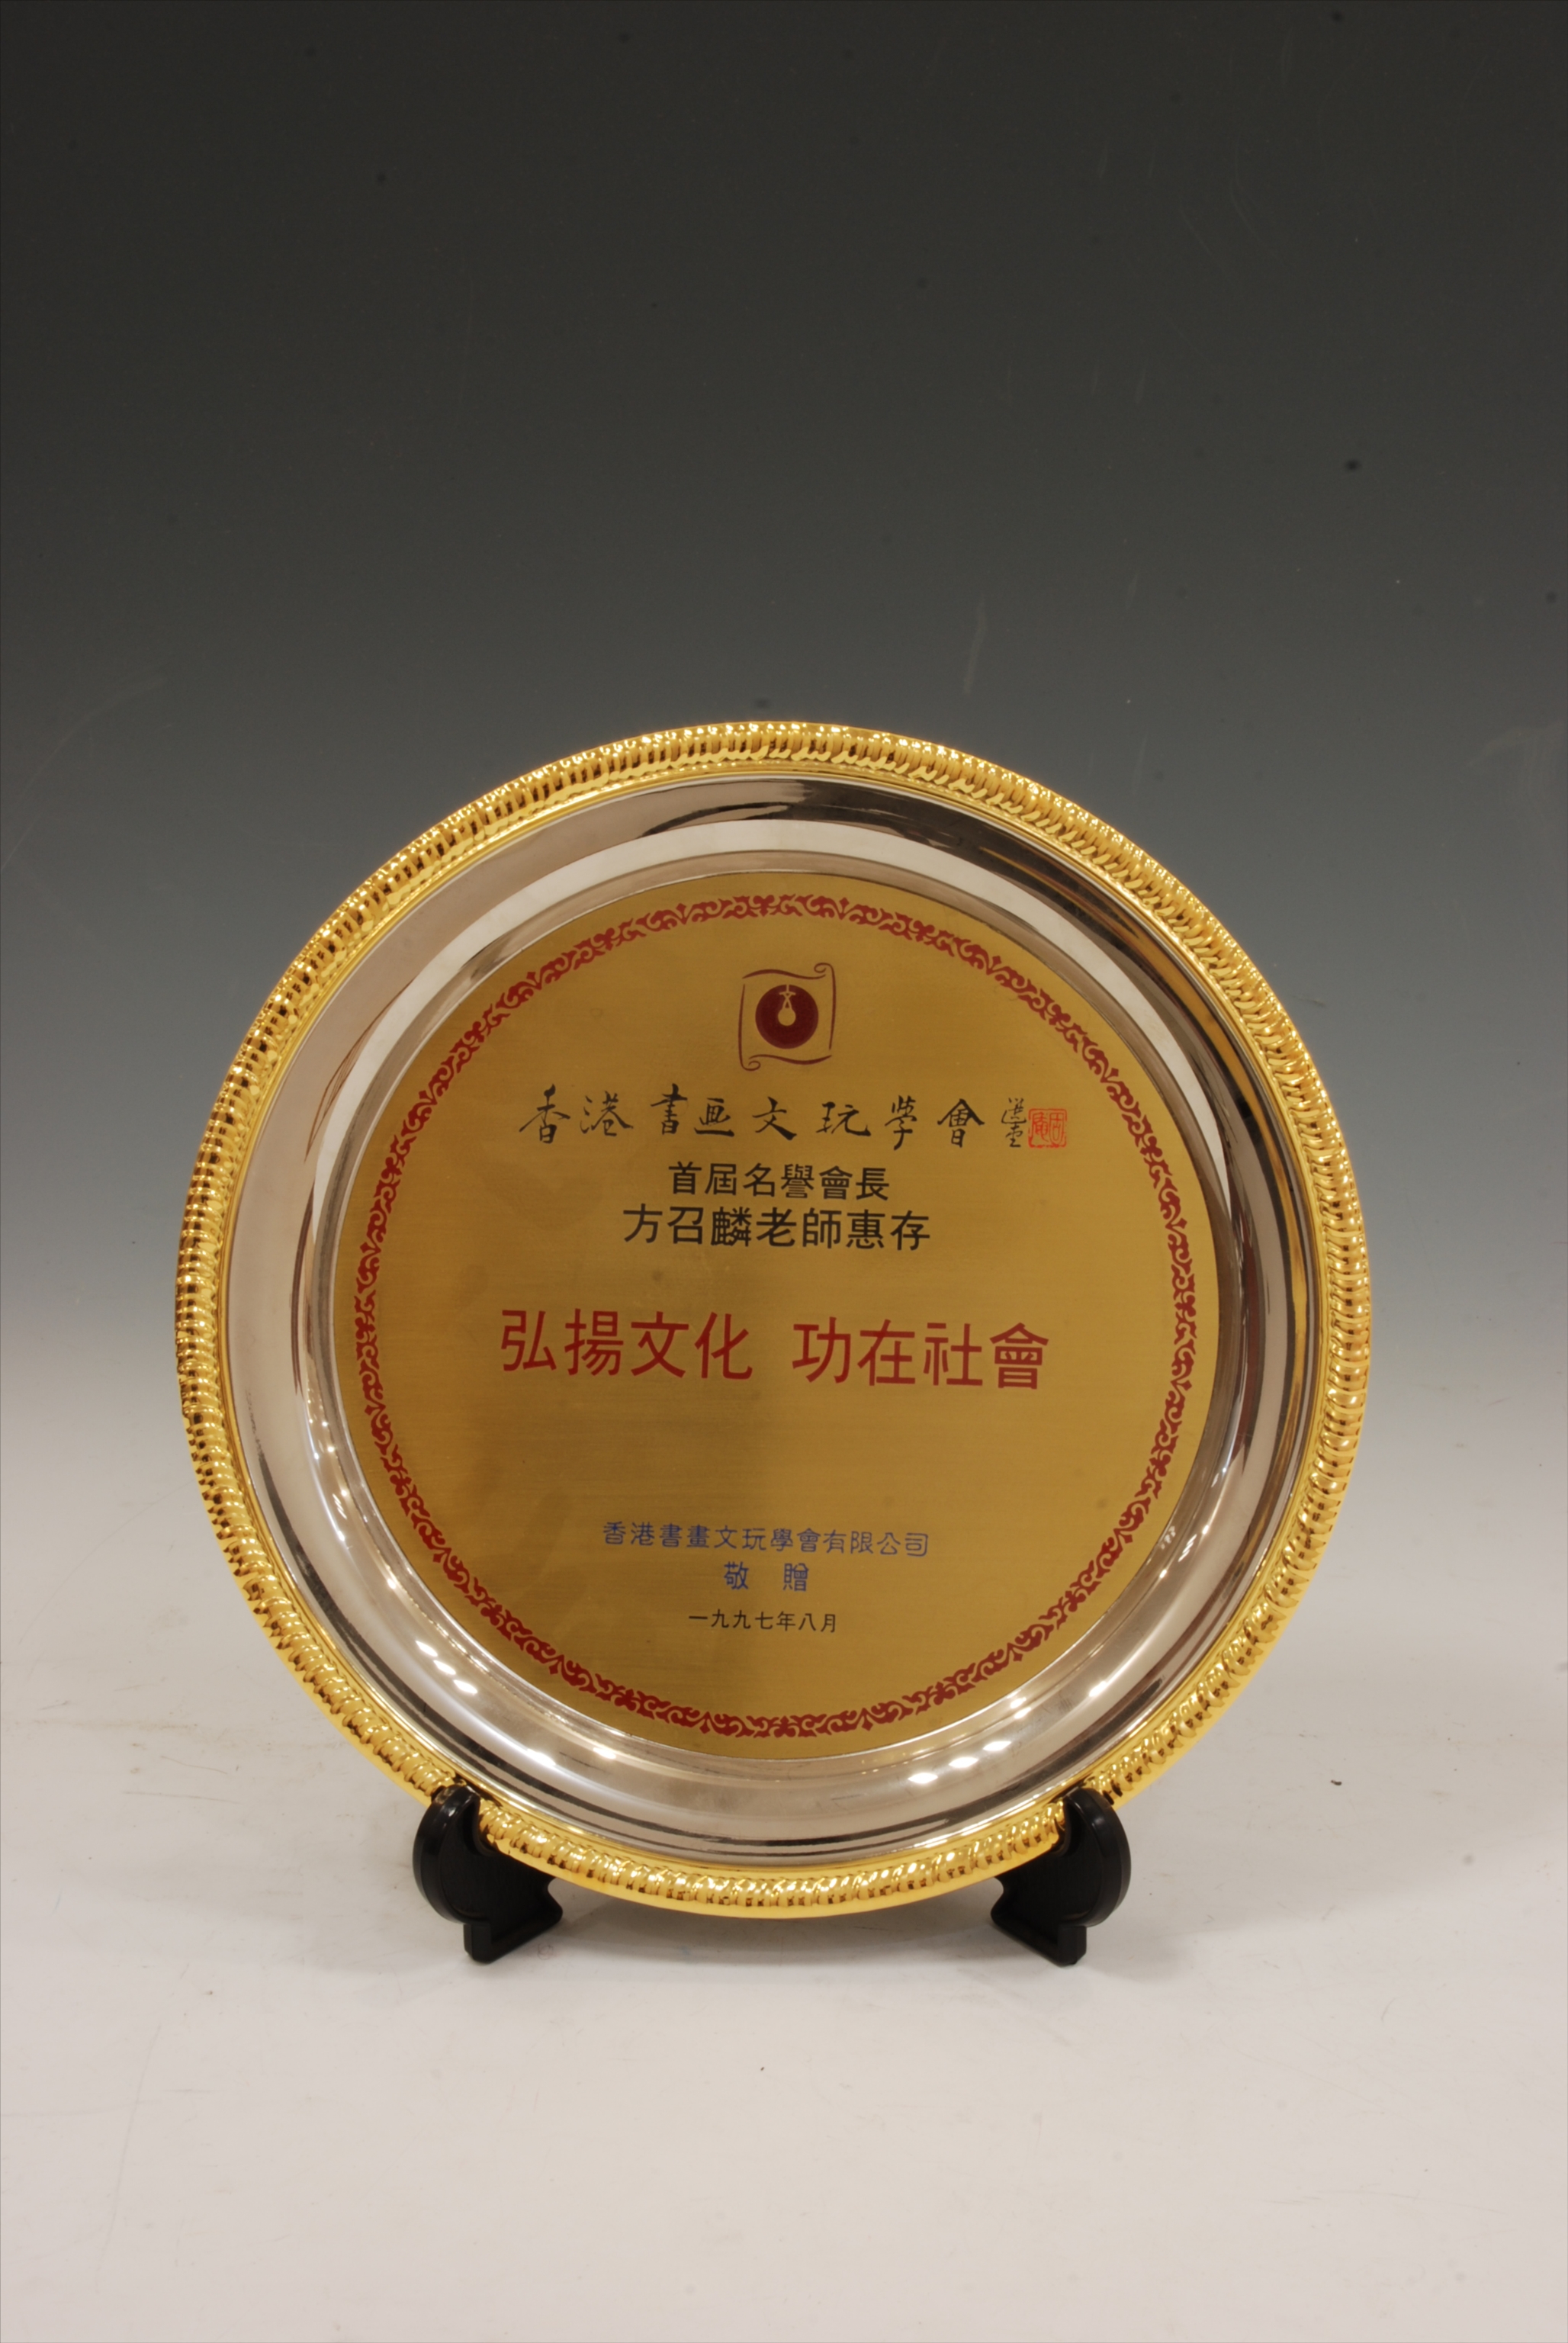 香港書画文玩学會
首屆名譽會長
方召麐老師惠存
弘揚文化 功在社會
香港書畫文玩學會有限公司
敬 贈
一九九七年八月